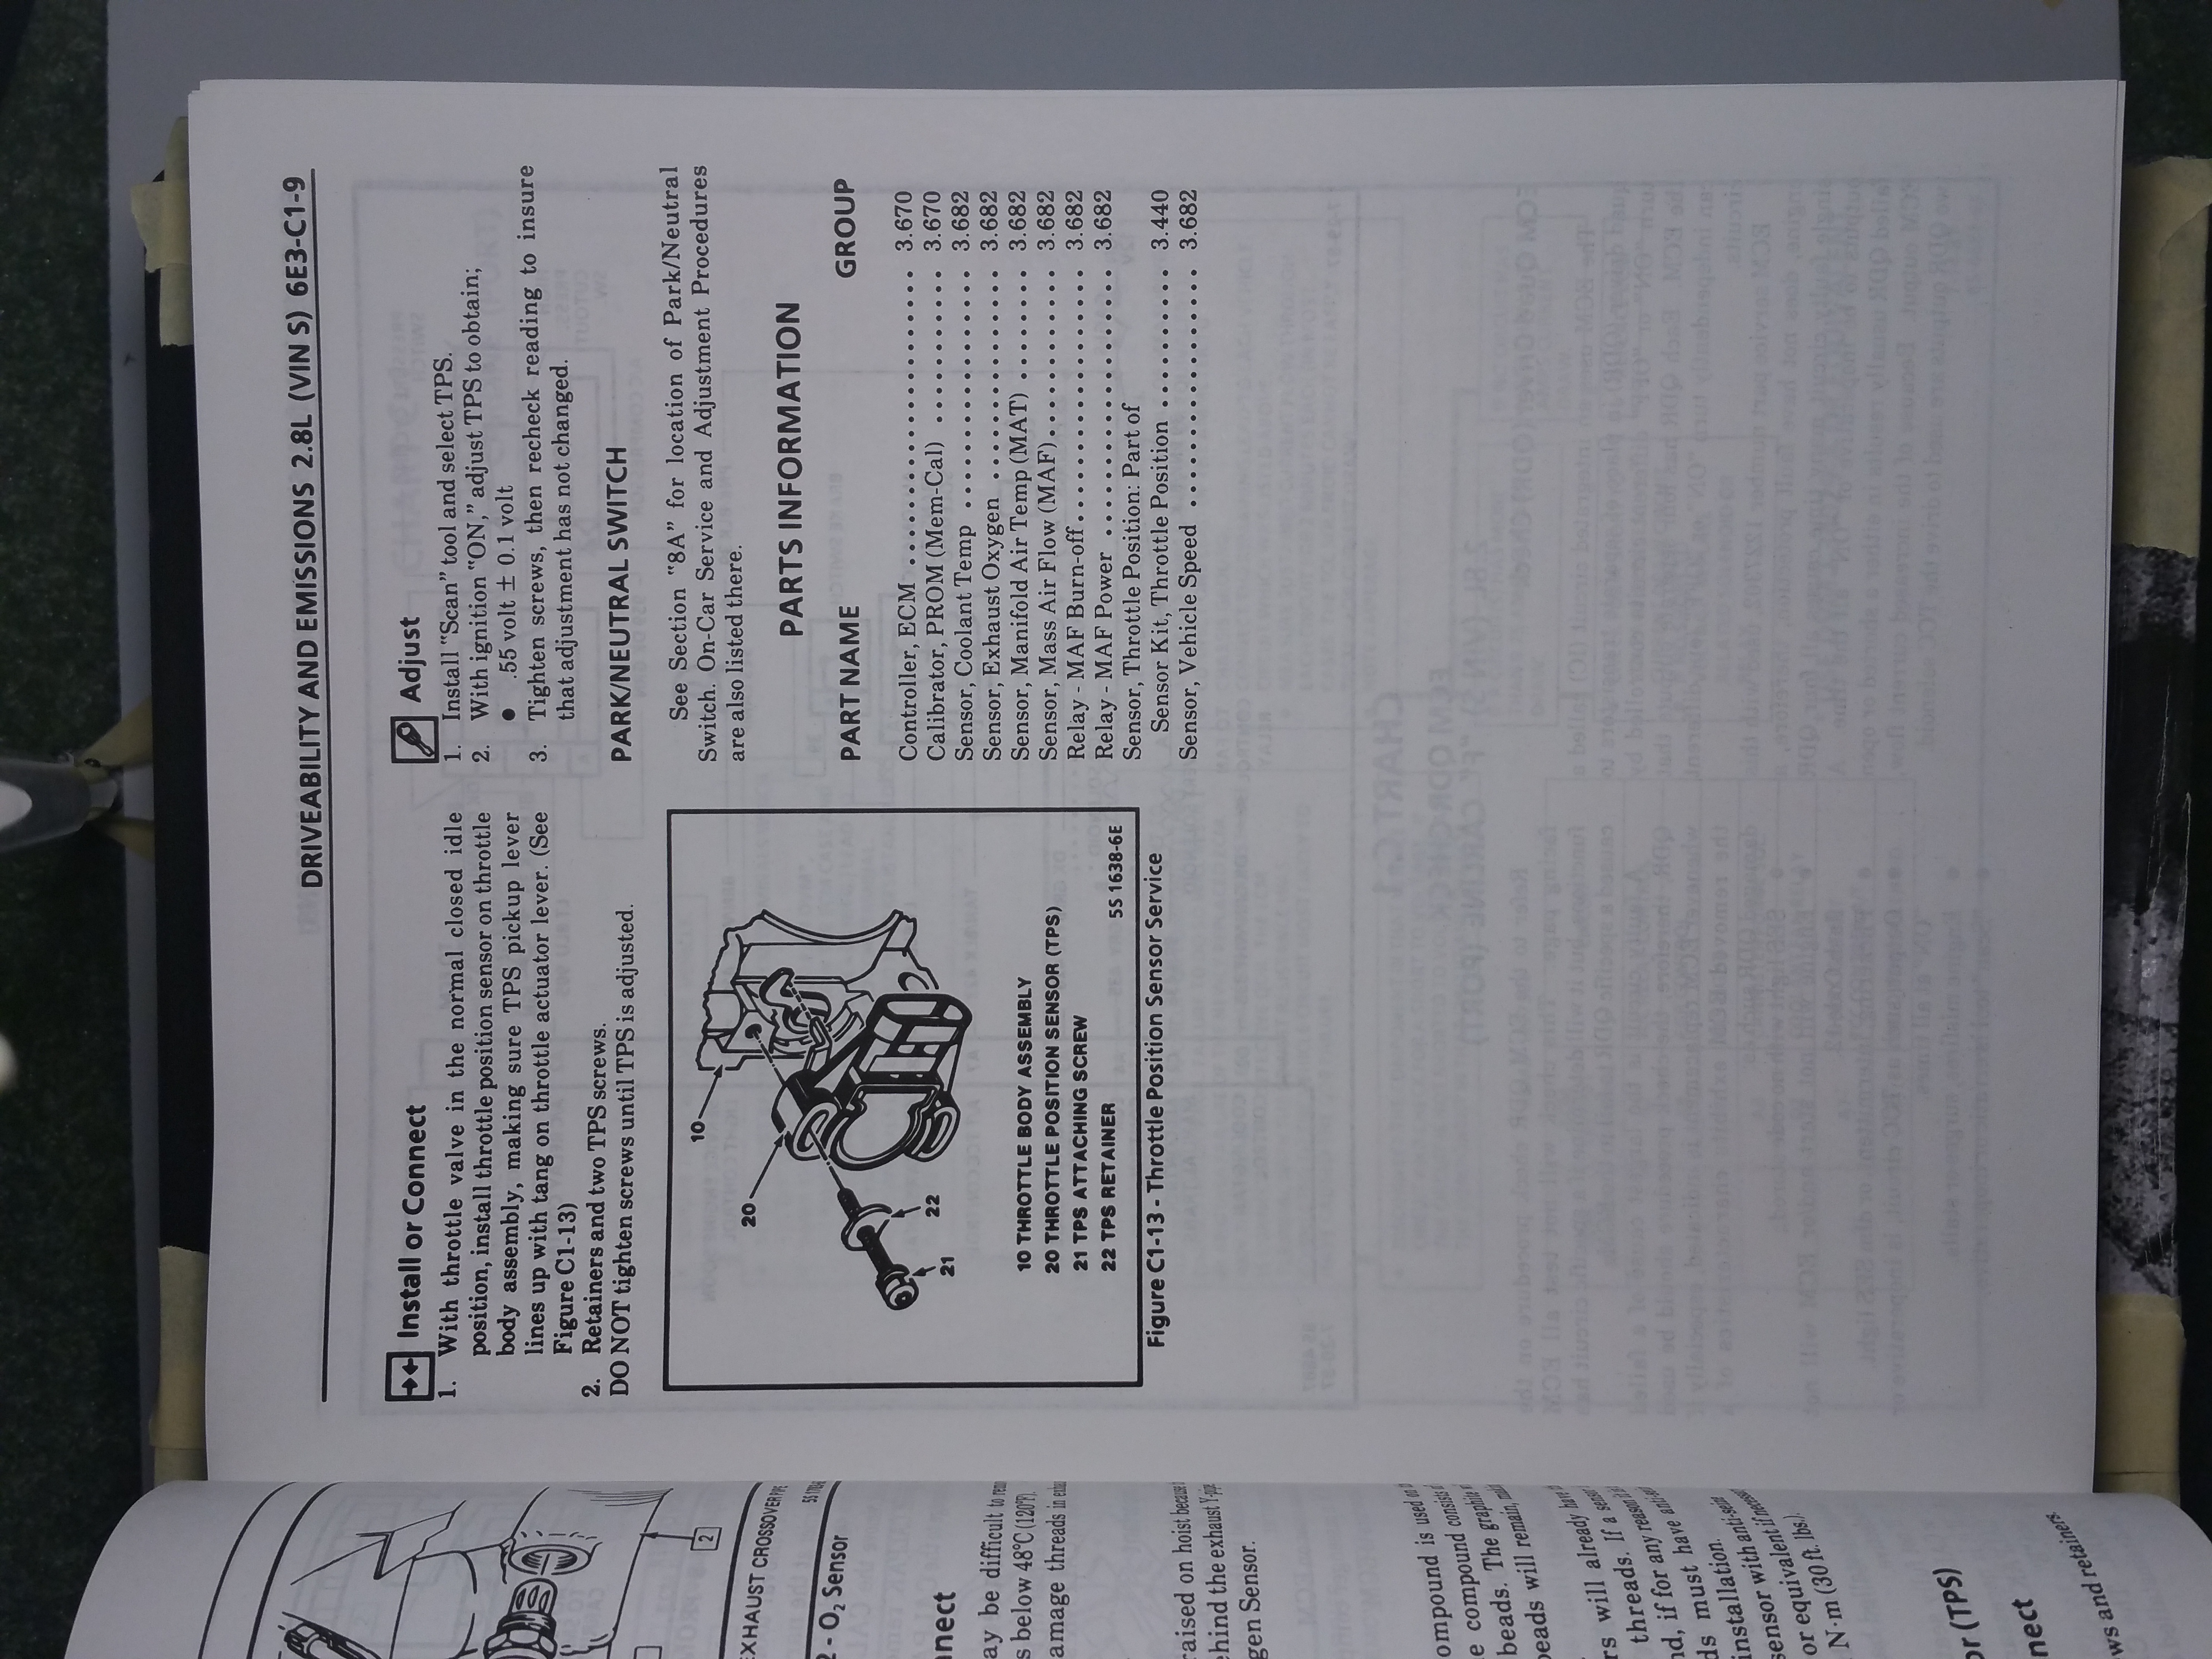 DRIVEABILITY AND EMISSIONS 2.8L (VIN S) 6E3-C1-9
Install or Connect
1. With throttle valve in the normal closed idle
position, install throttle position sensor on throttle
body assembly, making sure TPS pickup lever
lines up with tang on throttle actuator lever. (See
Figure C1-13)
2. Retainers and two TPS screws.
DO NOT tighten screws until TPS is adjusted.
10
20
21
22
10 THROTTLE BODY ASSEMBLY
20 THROTTLE POSITION SENSOR (TPS)
21 TPS ATTACHING SCREW
22 TPS RETAINER
5S 1638-6E
Figure C1-13 - Throttle Position Sensor Service
Adjust
1. Install "Scan" tool and select TPS.
2. With ignition "ON," adjust TPS to obtain;
● .55 volt ± 0.1 volt
3. Tighten screws, then recheck reading to insure
that adjustment has not changed.
PARK/NEUTRAL SWITCH
See Section "8A" for location of Park/Neutral
Switch. On-Car Service and Adjustment Procedures
are also listed there.
PARTS INFORMATION
PART NAME GROUP
Controller, ECM .......................... 3.670
Calibrator, PROM (Mem-Cal) .............. 3.670
Sensor, Coolant Temp ..................... 3.682
Sensor, Exhaust Oxygen ................... 3.682
Sensor, Manifold Air Temp (MAT) .......... 3.682
Sensor, Mass Air Flow (MAF) .............. 3.682
Relay - MAF Burn-off ..................... 3.682
Relay - MAF Power ........................ 3.682
Sensor, Throttle Position: Part of
Sensor Kit, Throttle Position ............ 3.440
Sensor, Vehicle Speed .................... 3.682
2
EXHAUST CROSSOVER
2 - O₂ Sensor
nnect
ay be difficult to
s below 48°C (120°F).
amage threads in
raised on hoist because
ehind the exhaust
gen Sensor.
ompound is used
e compound consists
beads. The graphite
beads will remain,
rs will already have
threads. If a
nd, if for any reason
ds must have
installation.
sensor with anti-seize
or equivalent if
N·m (30 ft. lbs.)
or (TPS)
nnect
ws and retainers.